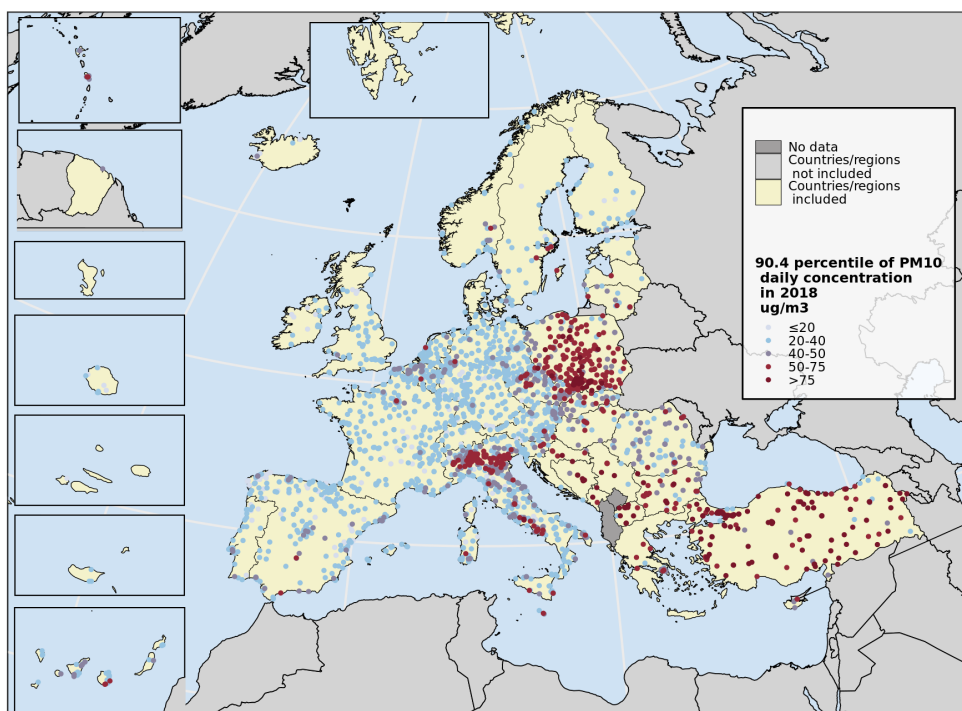 No data
Countries/regions
not included
Countries/regions
included
90.4 percentile of PM10
daily concentration
in 2018
ug/m3
≤20
20-40
40-50
50-75
>75